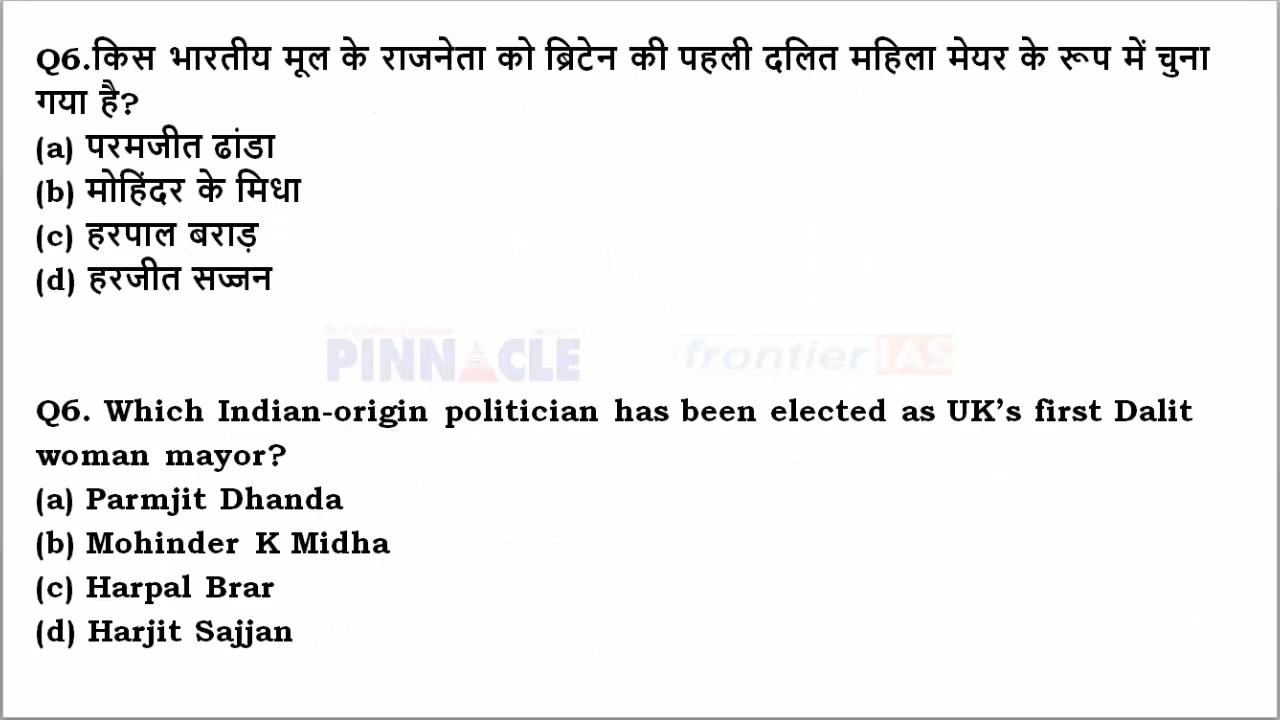 Q6.किस भारतीय मूल के राजनेता को ब्रिटेन की पहली दलित महिला मेयर के रूप में चुना
गया है?
(a) परमजीत ढांडा
(b) मोहिंदर के मिधा
(c) हरपाल बराड़
(d) हरजीत सज्जन
PINNACLE frontier IAS
Q6. Which Indian-origin politician has been elected as UK’s first Dalit
woman mayor?
(a) Parmjit Dhanda
(b) Mohinder K Midha
(c) Harpal Brar
(d) Harjit Sajjan